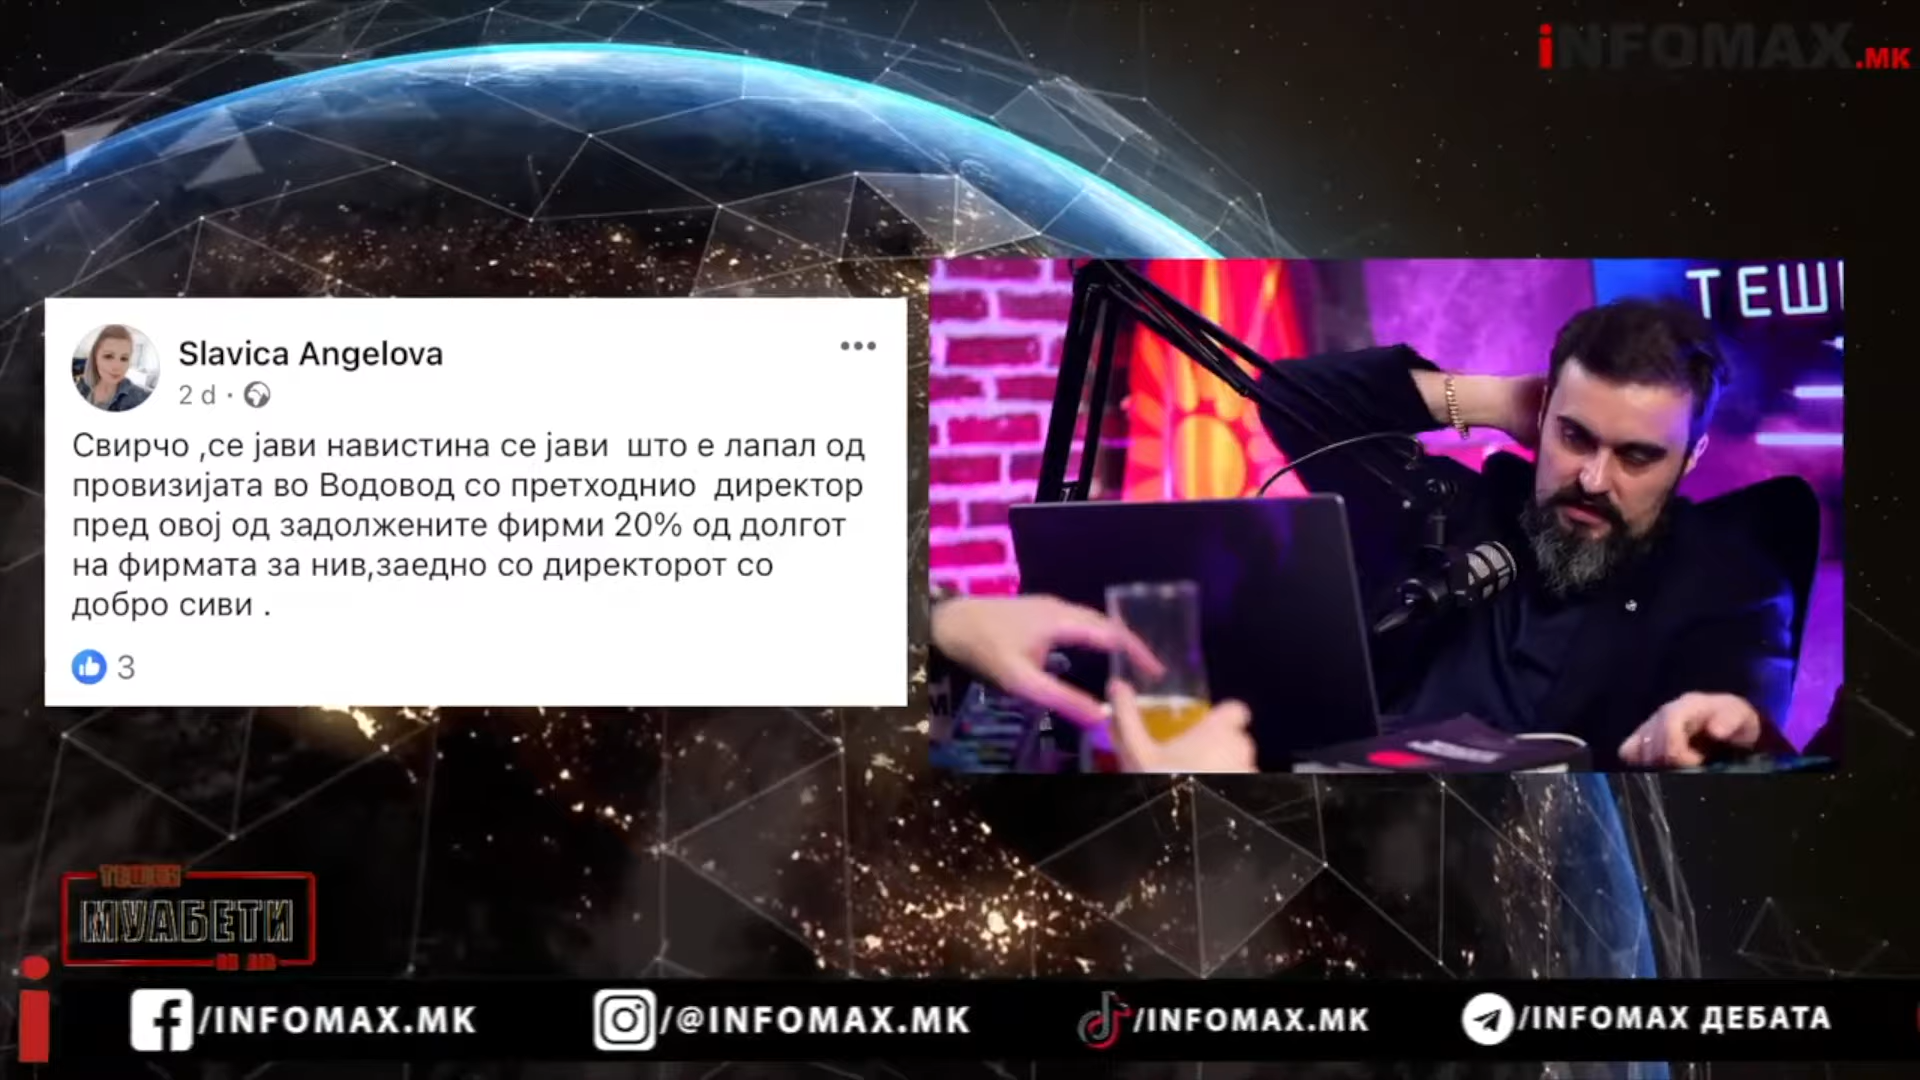 iNFOMAX.MK
ТЕШ
Slavica Angelova
2 d ·
Свирчо ,се јави навистина се јави што е лапал од
провизијата во Водовод со претходнио директор
пред овој од задолжените фирми 20% од долгот
на фирмата за нив,заедно со директорот со
добро сиви .
3
ТЕШКИ
МУАБЕТИ
/INFOMAX.MK
/@INFOMAX.MK
/INFOMAX.MK
/INFOMAX ДЕБАТА